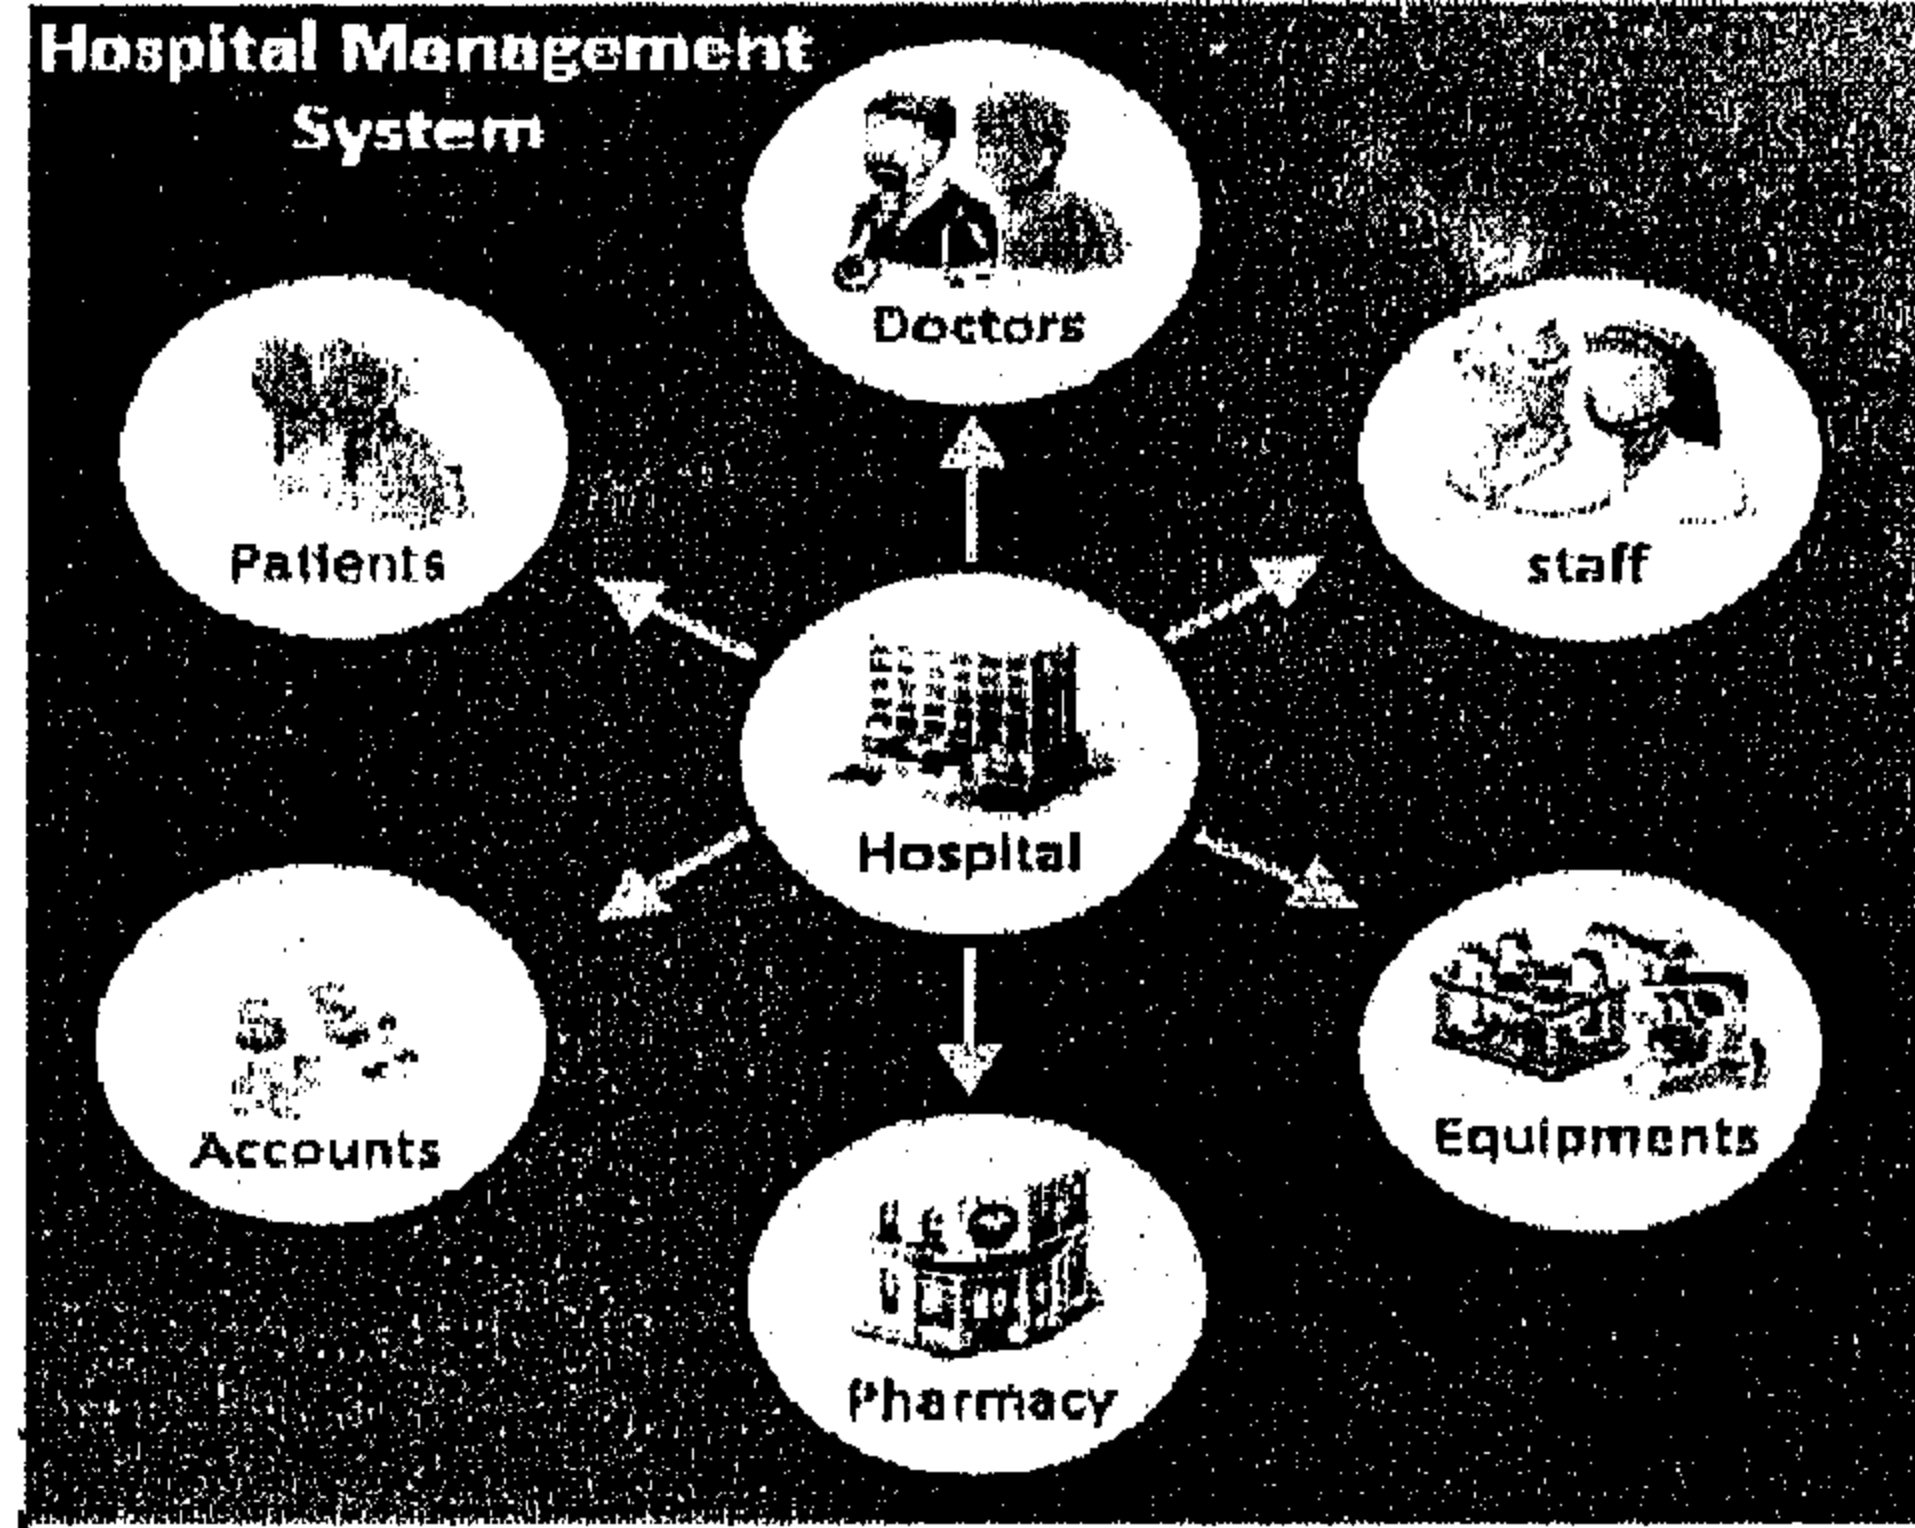 Hospital Management
System
Doctors
Patients
staff
Hospital
Accounts
Equipments
Pharmacy